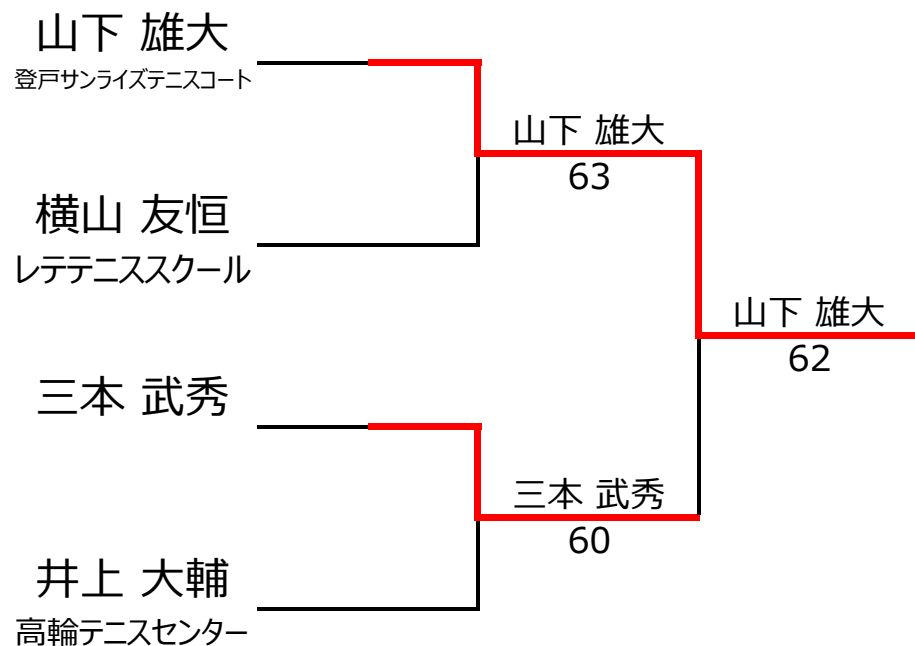 山下 雄大
登戸サンライズテニスコート
山下 雄大
63
横山 友恒
レテテニススクール
山下 雄大
62
三本 武秀
三本 武秀
60
井上 大輔
高輪テニスセンター